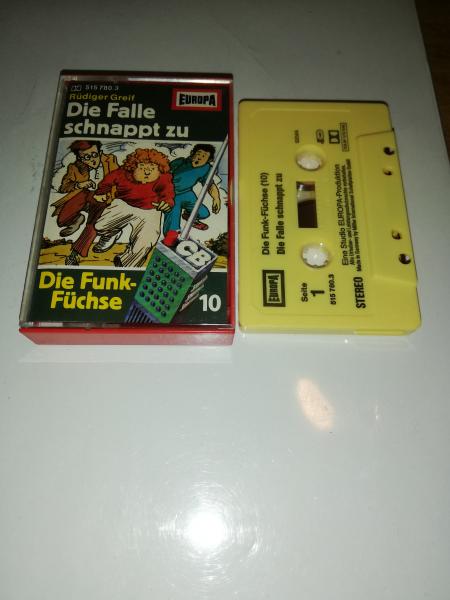 515 780.3
Rüdiger Greif
EUROPA
Die Falle
schnappt zu
CB
Die Funk-
Füchse
10
EUROPA
Seite
1
515 780.3
STEREO
Die Funk-Füchse (10)
Die Falle schnappt zu
Eine Studio EUROPA-Produktion